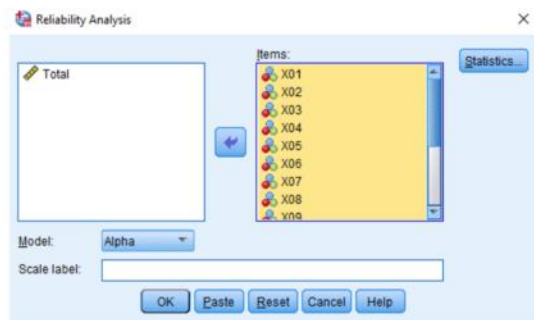 Reliability Analysis
Items:
Total
X01
X02
X03
X04
X05
X06
X07
X08
X09
Statistics...
Model:
Alpha
Scale label:
OK
Paste
Reset
Cancel
Help